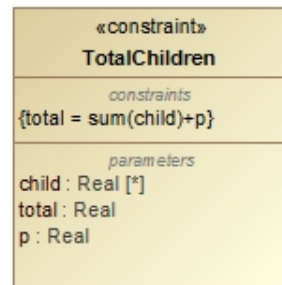 «constraint»
TotalChildren
constraints
{total = sum(child)+p}
parameters
child : Real [*]
total : Real
p : Real